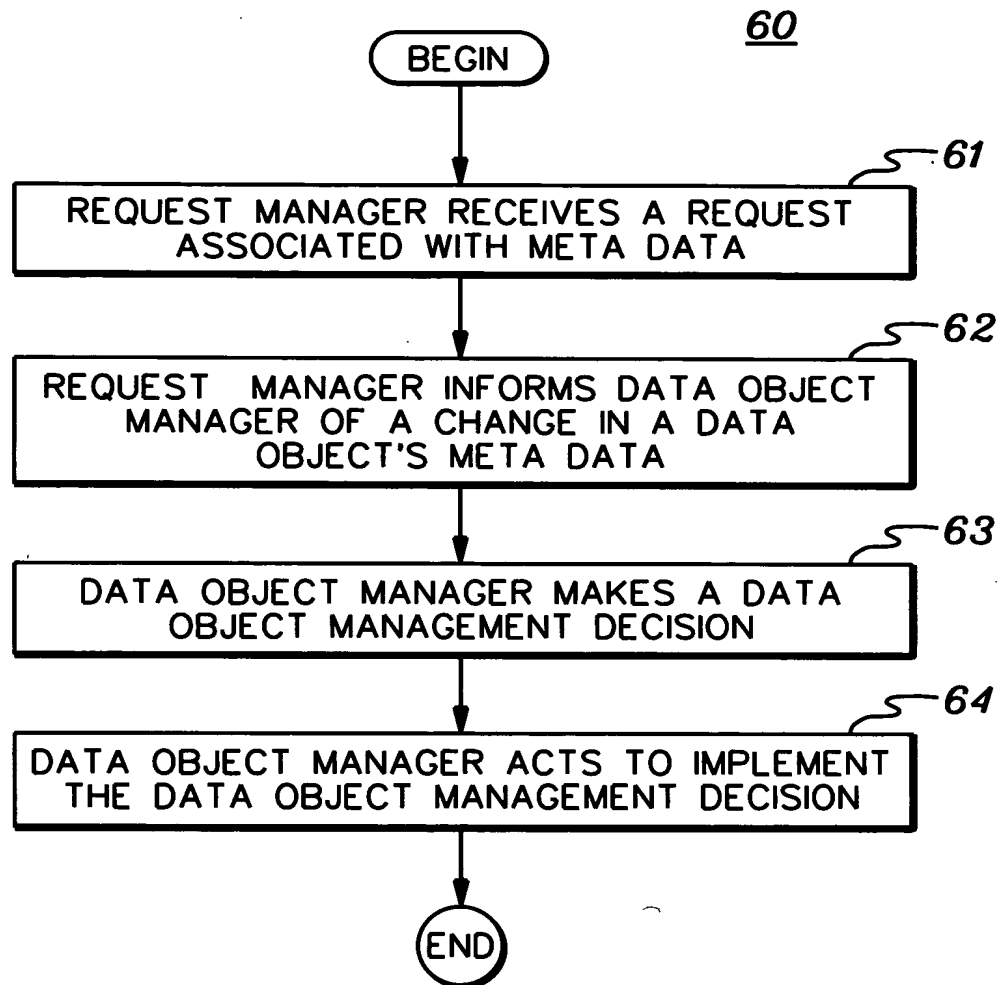 60
BEGIN
61
REQUEST MANAGER RECEIVES A REQUEST
ASSOCIATED WITH META DATA
62
REQUEST MANAGER INFORMS DATA OBJECT
MANAGER OF A CHANGE IN A DATA
OBJECT'S META DATA
63
DATA OBJECT MANAGER MAKES A DATA
OBJECT MANAGEMENT DECISION
64
DATA OBJECT MANAGER ACTS TO IMPLEMENT
THE DATA OBJECT MANAGEMENT DECISION
END